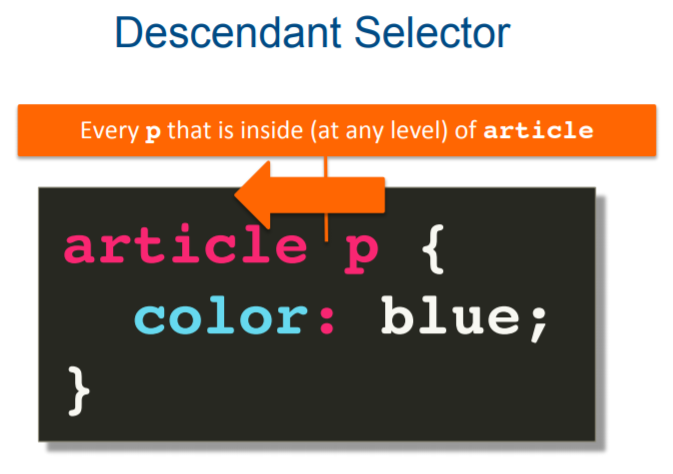 Descendant Selector
Every p that is inside (at any level) of article
article p {
color: blue;
}